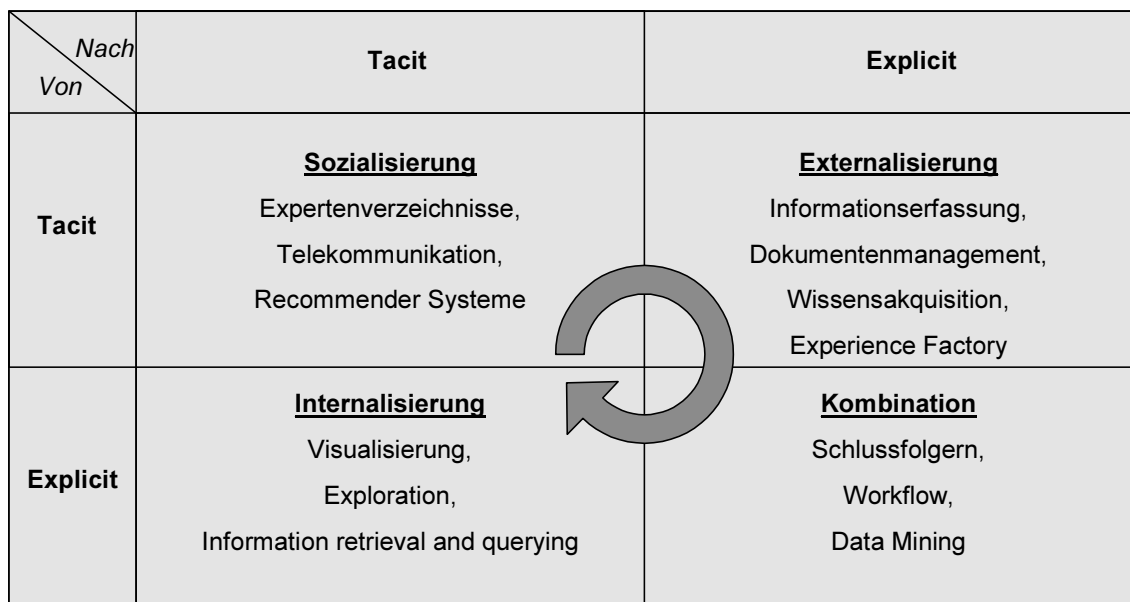 Nach
Von
Tacit
Explicit
Tacit
Sozialisierung
Expertenverzeichnisse,
Telekommunikation,
Recommender Systeme
Externalisierung
Informationserfassung,
Dokumentenmanagement,
Wissensakquisition,
Experience Factory
Explicit
Internalisierung
Visualisierung,
Exploration,
Information retrieval and querying
Kombination
Schlussfolgern,
Workflow,
Data Mining